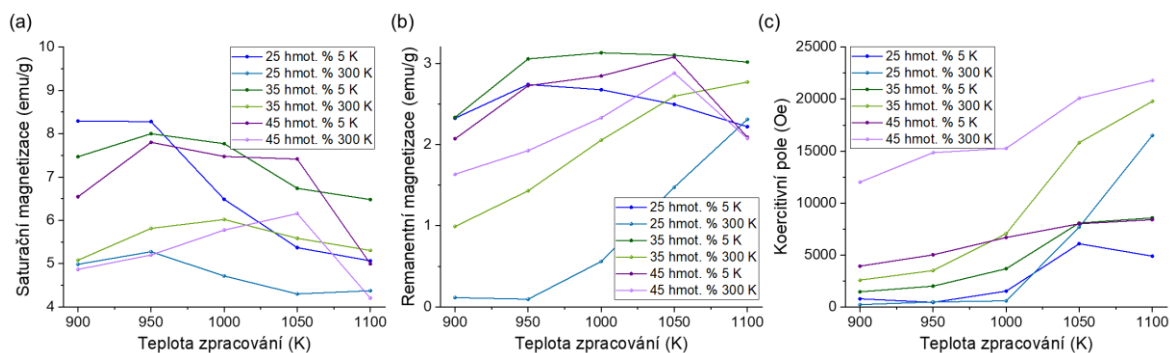 (a)
Saturační magnetizace (emu/g)
10
9
8
7
6
5
4
900
950
1000
1050
1100
Teplota zpracování (K)
25 hmot. % 5 K
25 hmot. % 300 K
35 hmot. % 5 K
35 hmot. % 300 K
45 hmot. % 5 K
45 hmot. % 300 K
(b)
Remanentní magnetizace (emu/g)
3
2
1
0
900
950
1000
1050
1100
Teplota zpracování (K)
25 hmot. % 5 K
25 hmot. % 300 K
35 hmot. % 5 K
35 hmot. % 300 K
45 hmot. % 5 K
45 hmot. % 300 K
(c)
Koercitivní pole (Oe)
25000
20000
15000
10000
5000
0
900
950
1000
1050
1100
Teplota zpracování (K)
25 hmot. % 5 K
25 hmot. % 300 K
35 hmot. % 5 K
35 hmot. % 300 K
45 hmot. % 5 K
45 hmot. % 300 K